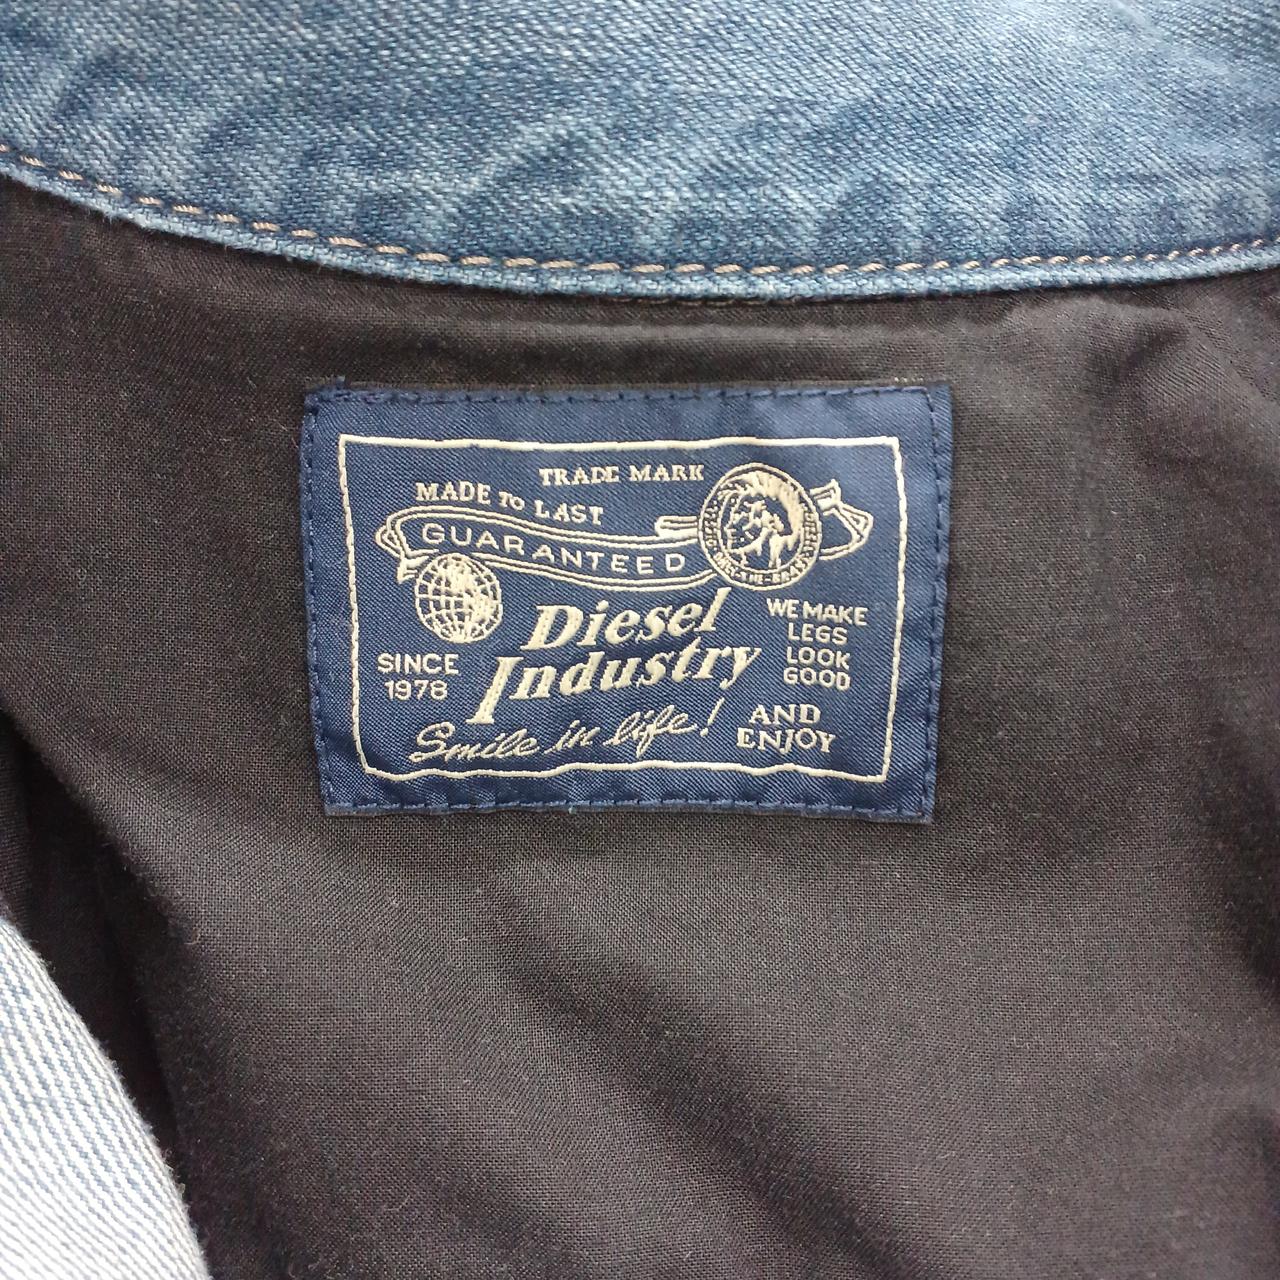 TRADE MARK
MADE TO LAST
GUARANTEED
Diesel
Industry
SINCE
1978
WE MAKE
LEGS
LOOK
GOOD
AND
ENJOY
Smile in life!